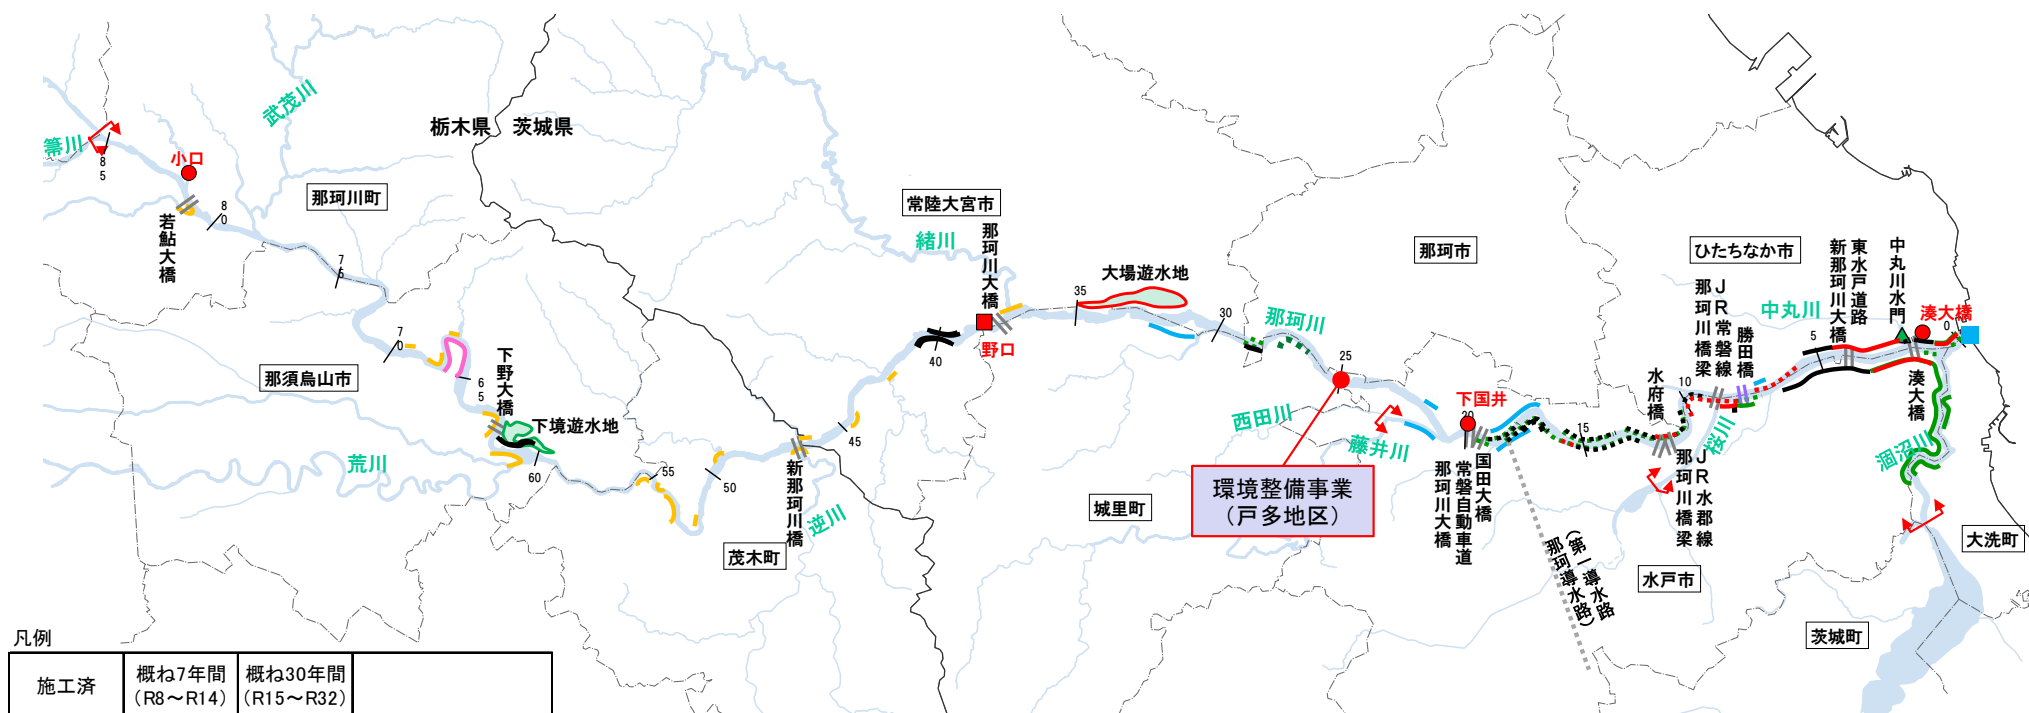 栃木県
茨城県
箒川
武茂川
小口
85
80
若鮎大橋
那珂川町
75
70
那須烏山市
下野大橋
65
下境遊水地
荒川
60
55
50
新那珂川橋
逆川
茂木町
45
40
常陸大宮市
緒川
那珂川大橋
野口
35
大場遊水地
30
那珂川
25
那珂市
西田川
藤井川
城里町
環境整備事業
（戸多地区）
下国井
20
那珂川大橋
常磐自動車道
国田大橋
那珂導水路
（第一導水路）
15
水府橋
10
那珂川橋梁
JR水郡線
桜川
水戸市
那珂川橋梁
JR常磐線
勝田橋
ひたちなか市
中丸川
新那珂川大橋
東水戸道路
5
中丸川水門
湊大橋
湊大橋
0
涸沼川
大洗町
茨城町
凡例
施工済
概ね7年間
（R8～R14）
概ね30年間
（R15～R32）